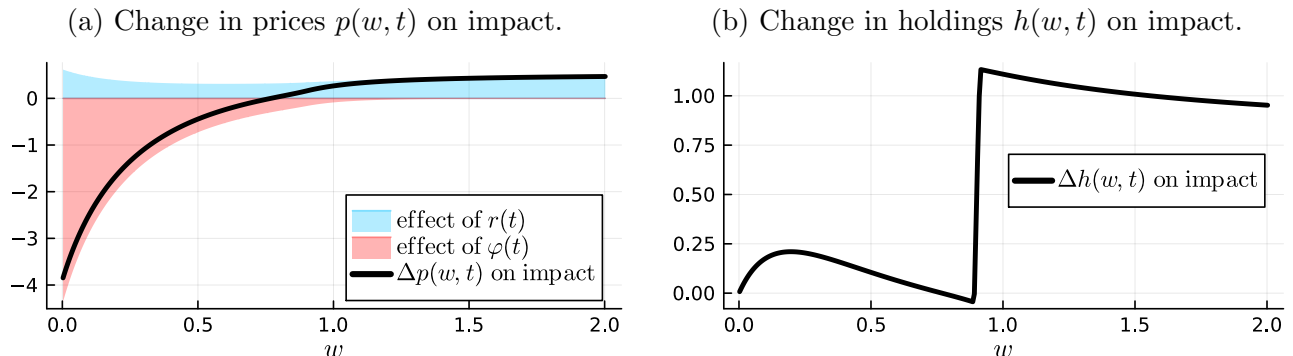 (a) Change in prices p(w, t) on impact.
0
−1
−2
−3
−4
0.0 0.5 1.0 1.5 2.0
w
effect of r(t)
effect of φ(t)
Δp(w, t) on impact
(b) Change in holdings h(w, t) on impact.
1.00
0.75
0.50
0.25
0.00
0.0 0.5 1.0 1.5 2.0
w
Δh(w, t) on impact